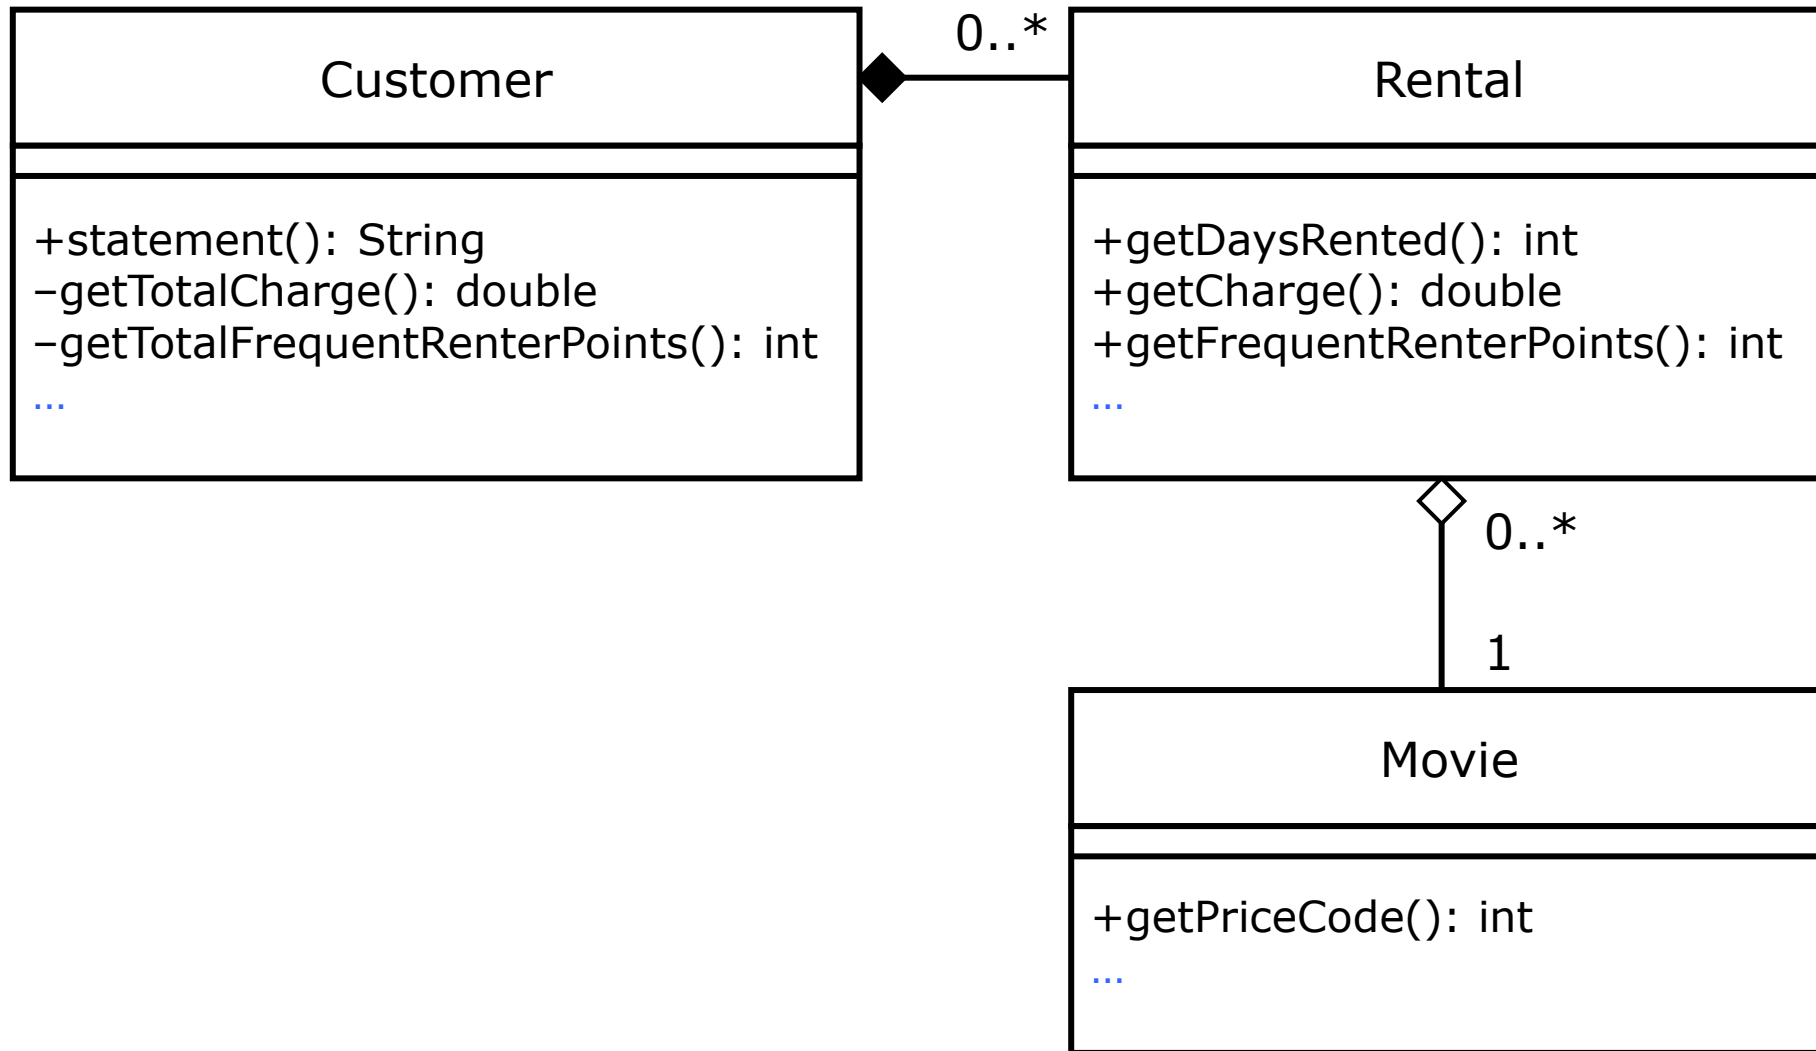 Customer
0..*
Rental
+statement(): String
–getTotalCharge(): double
–getTotalFrequentRenterPoints(): int
...
+getDaysRented(): int
+getCharge(): double
+getFrequentRenterPoints(): int
...
0..*
1
Movie
+getPriceCode(): int
...